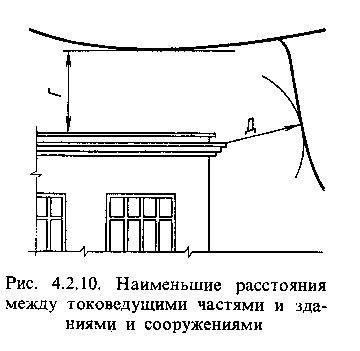 Г
Д
Рис. 4.2.10. Наименьшие расстояния
между токоведущими частями и зда-
ниями и сооружениями